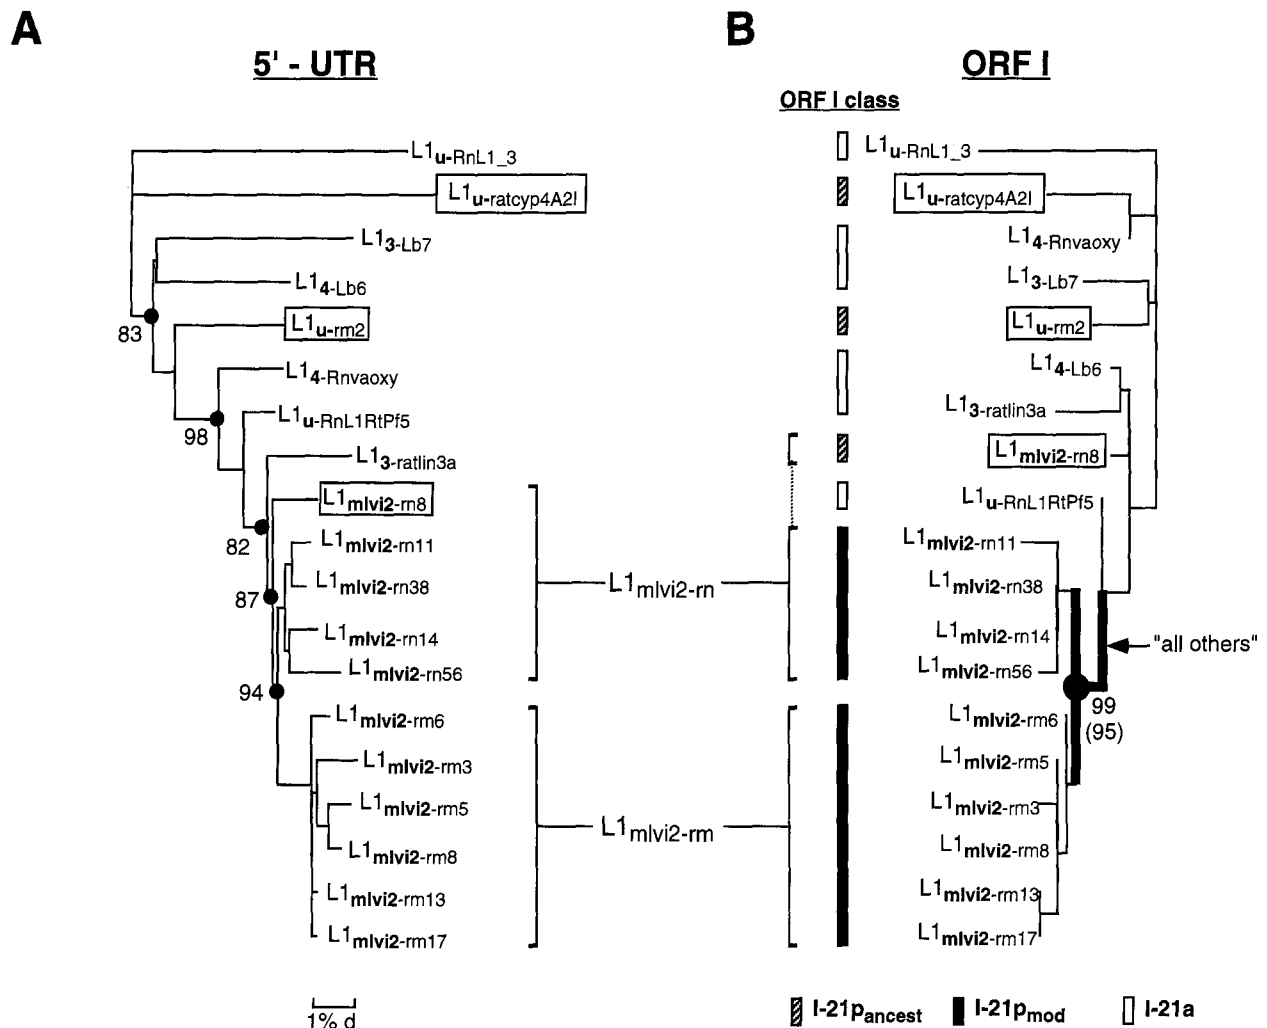 A
B
5' - UTR
ORF I
ORF I class
L1u-RnL1_3
L1u-ratcyp4A2I
L13-Lb7
L14-Lb6
83
L1u-rm2
L14-Rnvaoxy
L1u-RnL1RtPf5
98
L13-ratlin3a
L1mlvi2-rn8
82
L1mlvi2-rn11
L1mlvi2-rn38
87
L1mlvi2-rn14
L1mlvi2-rn56
94
L1mlvi2-rm6
L1mlvi2-rm3
L1mlvi2-rm5
L1mlvi2-rm8
L1mlvi2-rm13
L1mlvi2-rm17
1% d
L1mlvi2-rn
L1mlvi2-rm
L1u-RnL1_3
L1u-ratcyp4A2I
L14-Rnvaoxy
L13-Lb7
L1u-rm2
L14-Lb6
L13-ratlin3a
L1mlvi2-rn8
L1u-RnL1RtPf5
L1mlvi2-rn11
L1mlvi2-rn38
L1mlvi2-rn14
"all others"
L1mlvi2-rn56
99
(95)
L1mlvi2-rm6
L1mlvi2-rm5
L1mlvi2-rm3
L1mlvi2-rm8
L1mlvi2-rm13
L1mlvi2-rm17
I-21pancest
I-21pmod
I-21a